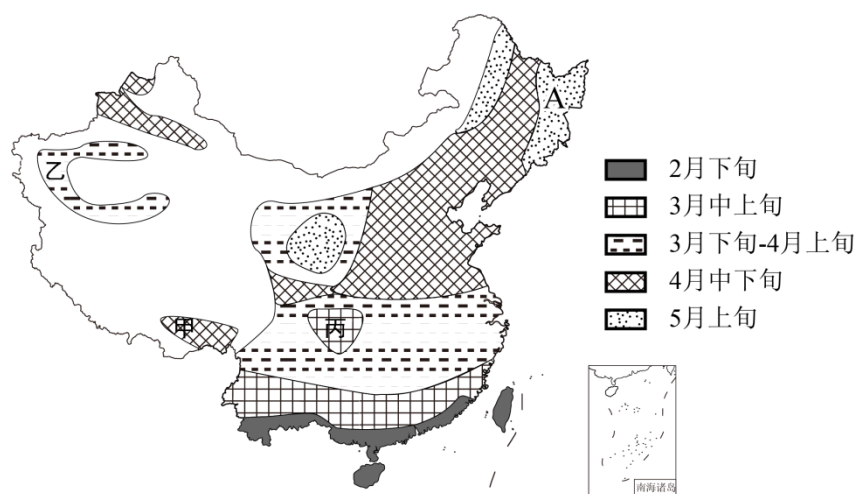 A
乙
甲
丙
2月下旬
3月中上旬
3月下旬-4月上旬
4月中下旬
5月上旬
南海诸岛